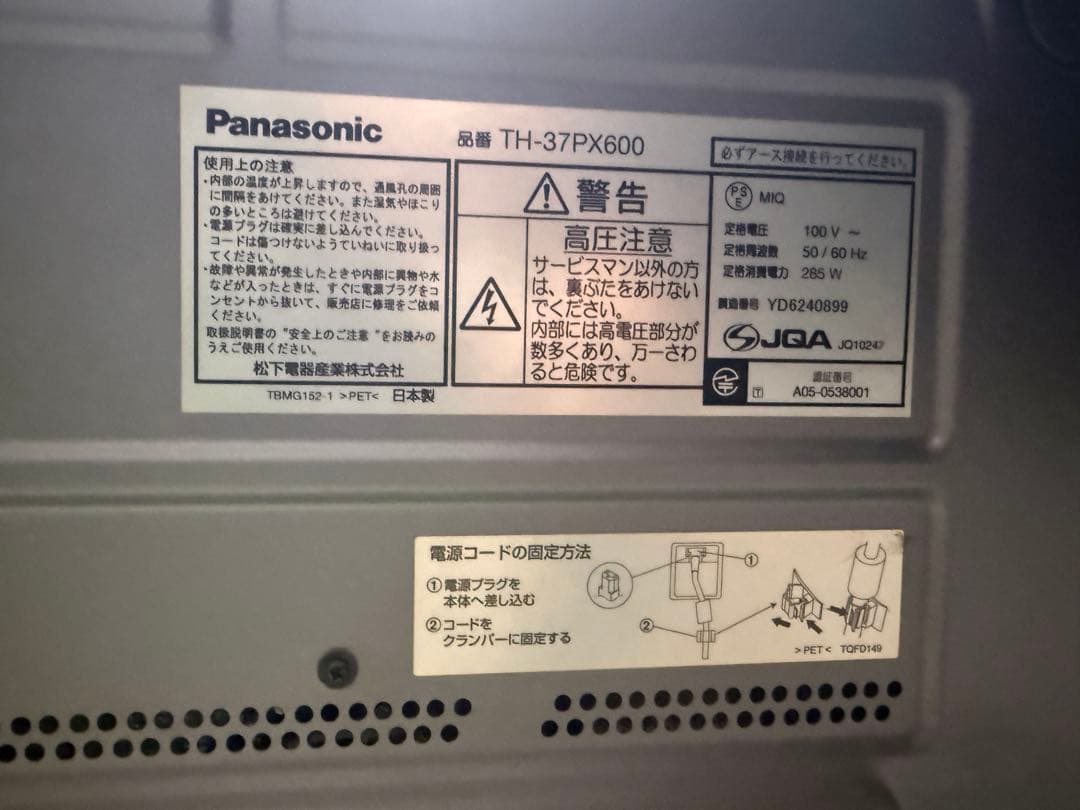 Panasonic
品番 TH-37PX600
必ずアース接続を行ってください。
使用上の注意
・内部の温度が上昇しますので、通風孔の周囲
に間隔をあけてください。また湿気やほこり
の多いところは避けてください。
・電源プラグは確実に差し込んでください。
コードは傷つけないようていねいに取り扱っ
てください。
・故障や異常が発生したときや内部に異物や水
などが入ったときは、すぐに電源プラグをコ
ンセントから抜いて、販売店に修理をご依頼
ください。
取扱説明書の"安全上のご注意"をお読みの
うえご使用ください。
松下電器産業株式会社
TBMG152-1 >PET< 日本製
警告
高圧注意
サービスマン以外の方
は、裏ぶたをあけない
でください。
内部には高電圧部分が
数多くあり、万一さわ
ると危険です。
PS
E
MIQ
定格電圧 100 V ~
定格周波数 50 / 60 Hz
定格消費電力 285 W
製造番号 YD6240899
JQA
T
認証番号
A05-0538001
電源コードの固定方法
①電源プラグを
本体へ差し込む
②コードを
クランパーに固定する
①
②
>PET< TQFD149